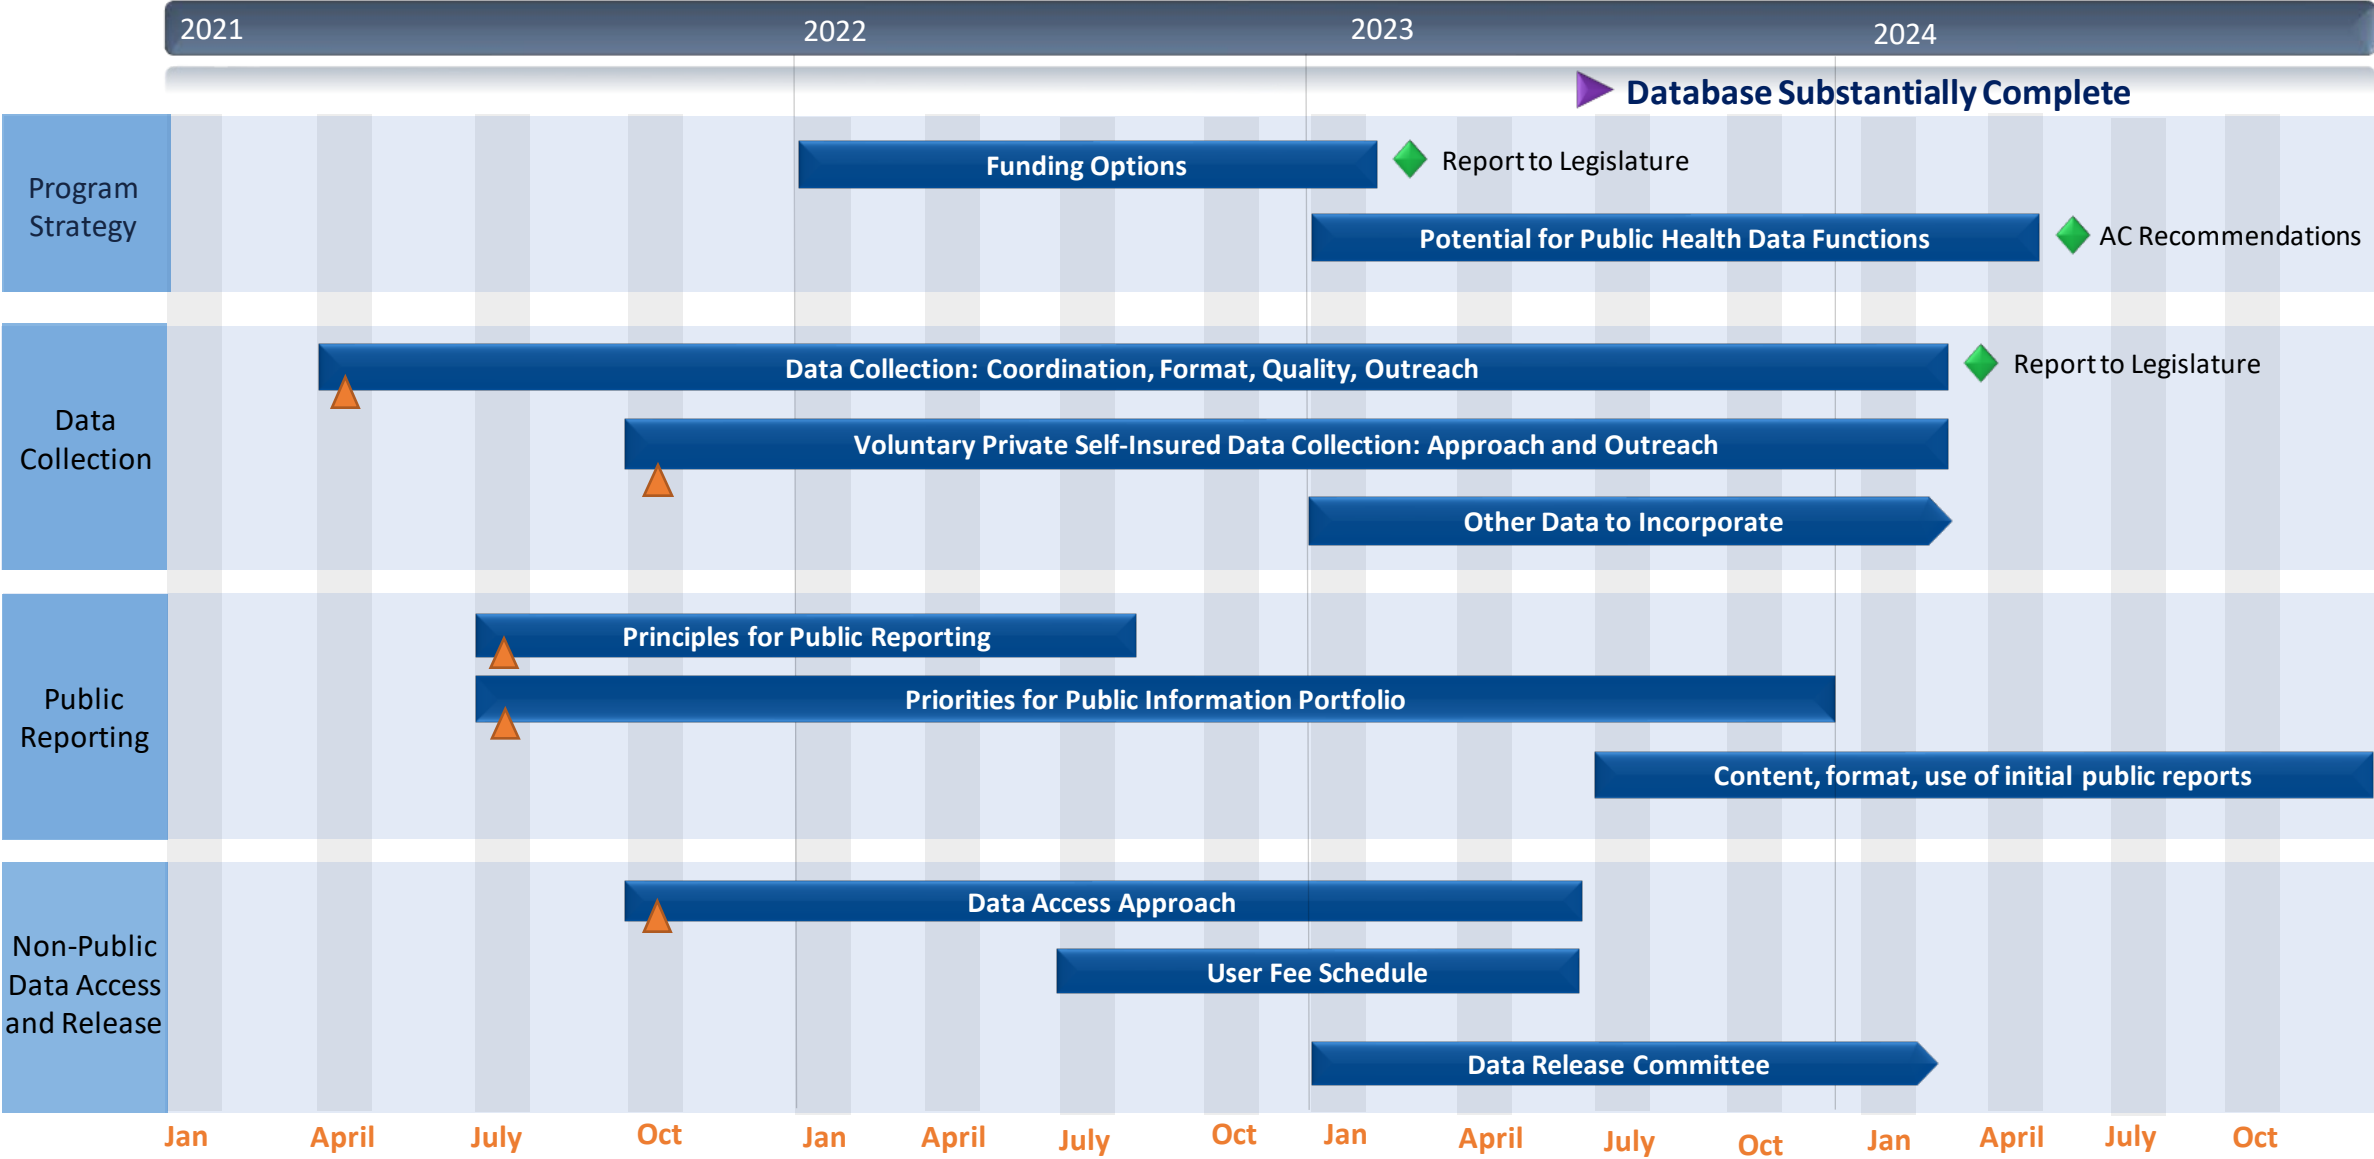 2021
2022
2023
2024
Database Substantially Complete
Program
Strategy
Funding Options
Report to Legislature
Potential for Public Health Data Functions
AC Recommendations
Data
Collection
Data Collection: Coordination, Format, Quality, Outreach
Report to Legislature
Voluntary Private Self-Insured Data Collection: Approach and Outreach
Other Data to Incorporate
Public
Reporting
Principles for Public Reporting
Priorities for Public Information Portfolio
Content, format, use of initial public reports
Non-Public
Data Access
and Release
Data Access Approach
User Fee Schedule
Data Release Committee
Jan
April
July
Oct
Jan
April
July
Oct
Jan
April
July
Oct
Jan
April
July
Oct